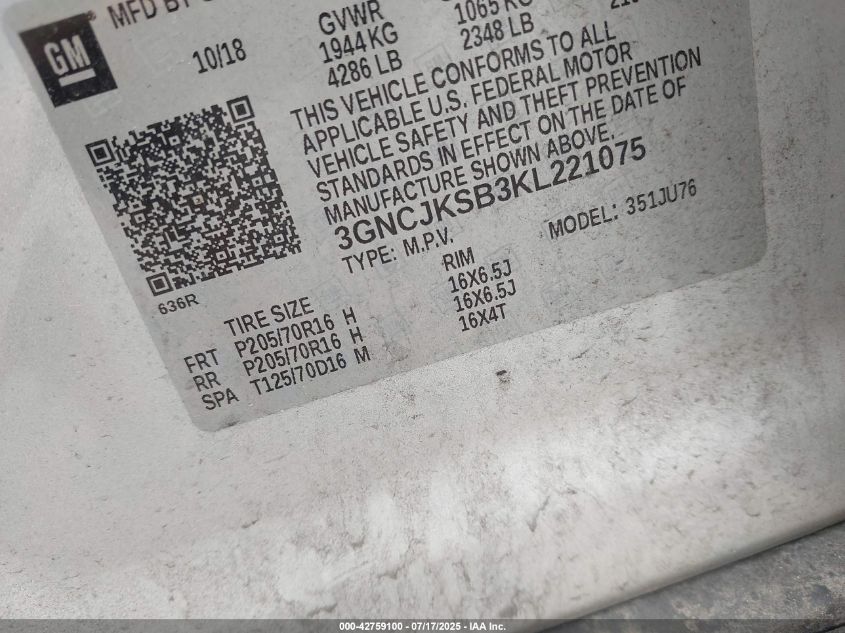 GM
MFD BY
10/18
GVWR
1944 KG
4286 LB
1065 KG
2348 LB
THIS VEHICLE CONFORMS TO ALL
APPLICABLE U.S. FEDERAL MOTOR
VEHICLE SAFETY AND THEFT PREVENTION
STANDARDS IN EFFECT ON THE DATE OF
MANUFACTURE SHOWN ABOVE.
3GNCJKSB3KL221075
TYPE: M.P.V.
MODEL: 351JU76
636R
TIRE SIZE RIM
FRT P205/70R16 H 16X6.5J
RR P205/70R16 H 16X6.5J
SPA T125/70D16 M 16X4T
000-42759100 - 07/17/2025 - IAA Inc.